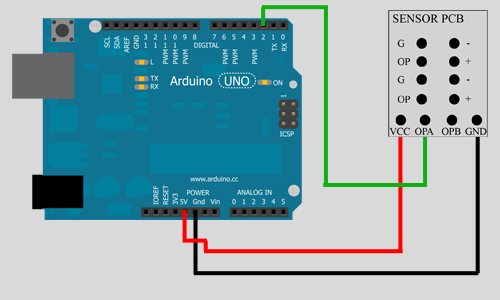 SENSOR PCB
G -
OP +
G -
OP +
VCC OPA OPB GND
SCL
SDA
AREF
GND
13
12
11
10
9
8
PWM
PWM
PWM
DIGITAL
7
6
5
4
3
2
1
0
PWM
PWM
PWM
TX
RX
L
TX
RX
Arduino UNO
ON
1
ICSP
www.arduino.cc
POWER
ANALOG IN
IOREF
RESET
3V3
5V
Gnd
Vin
0 1 2 3 4 5